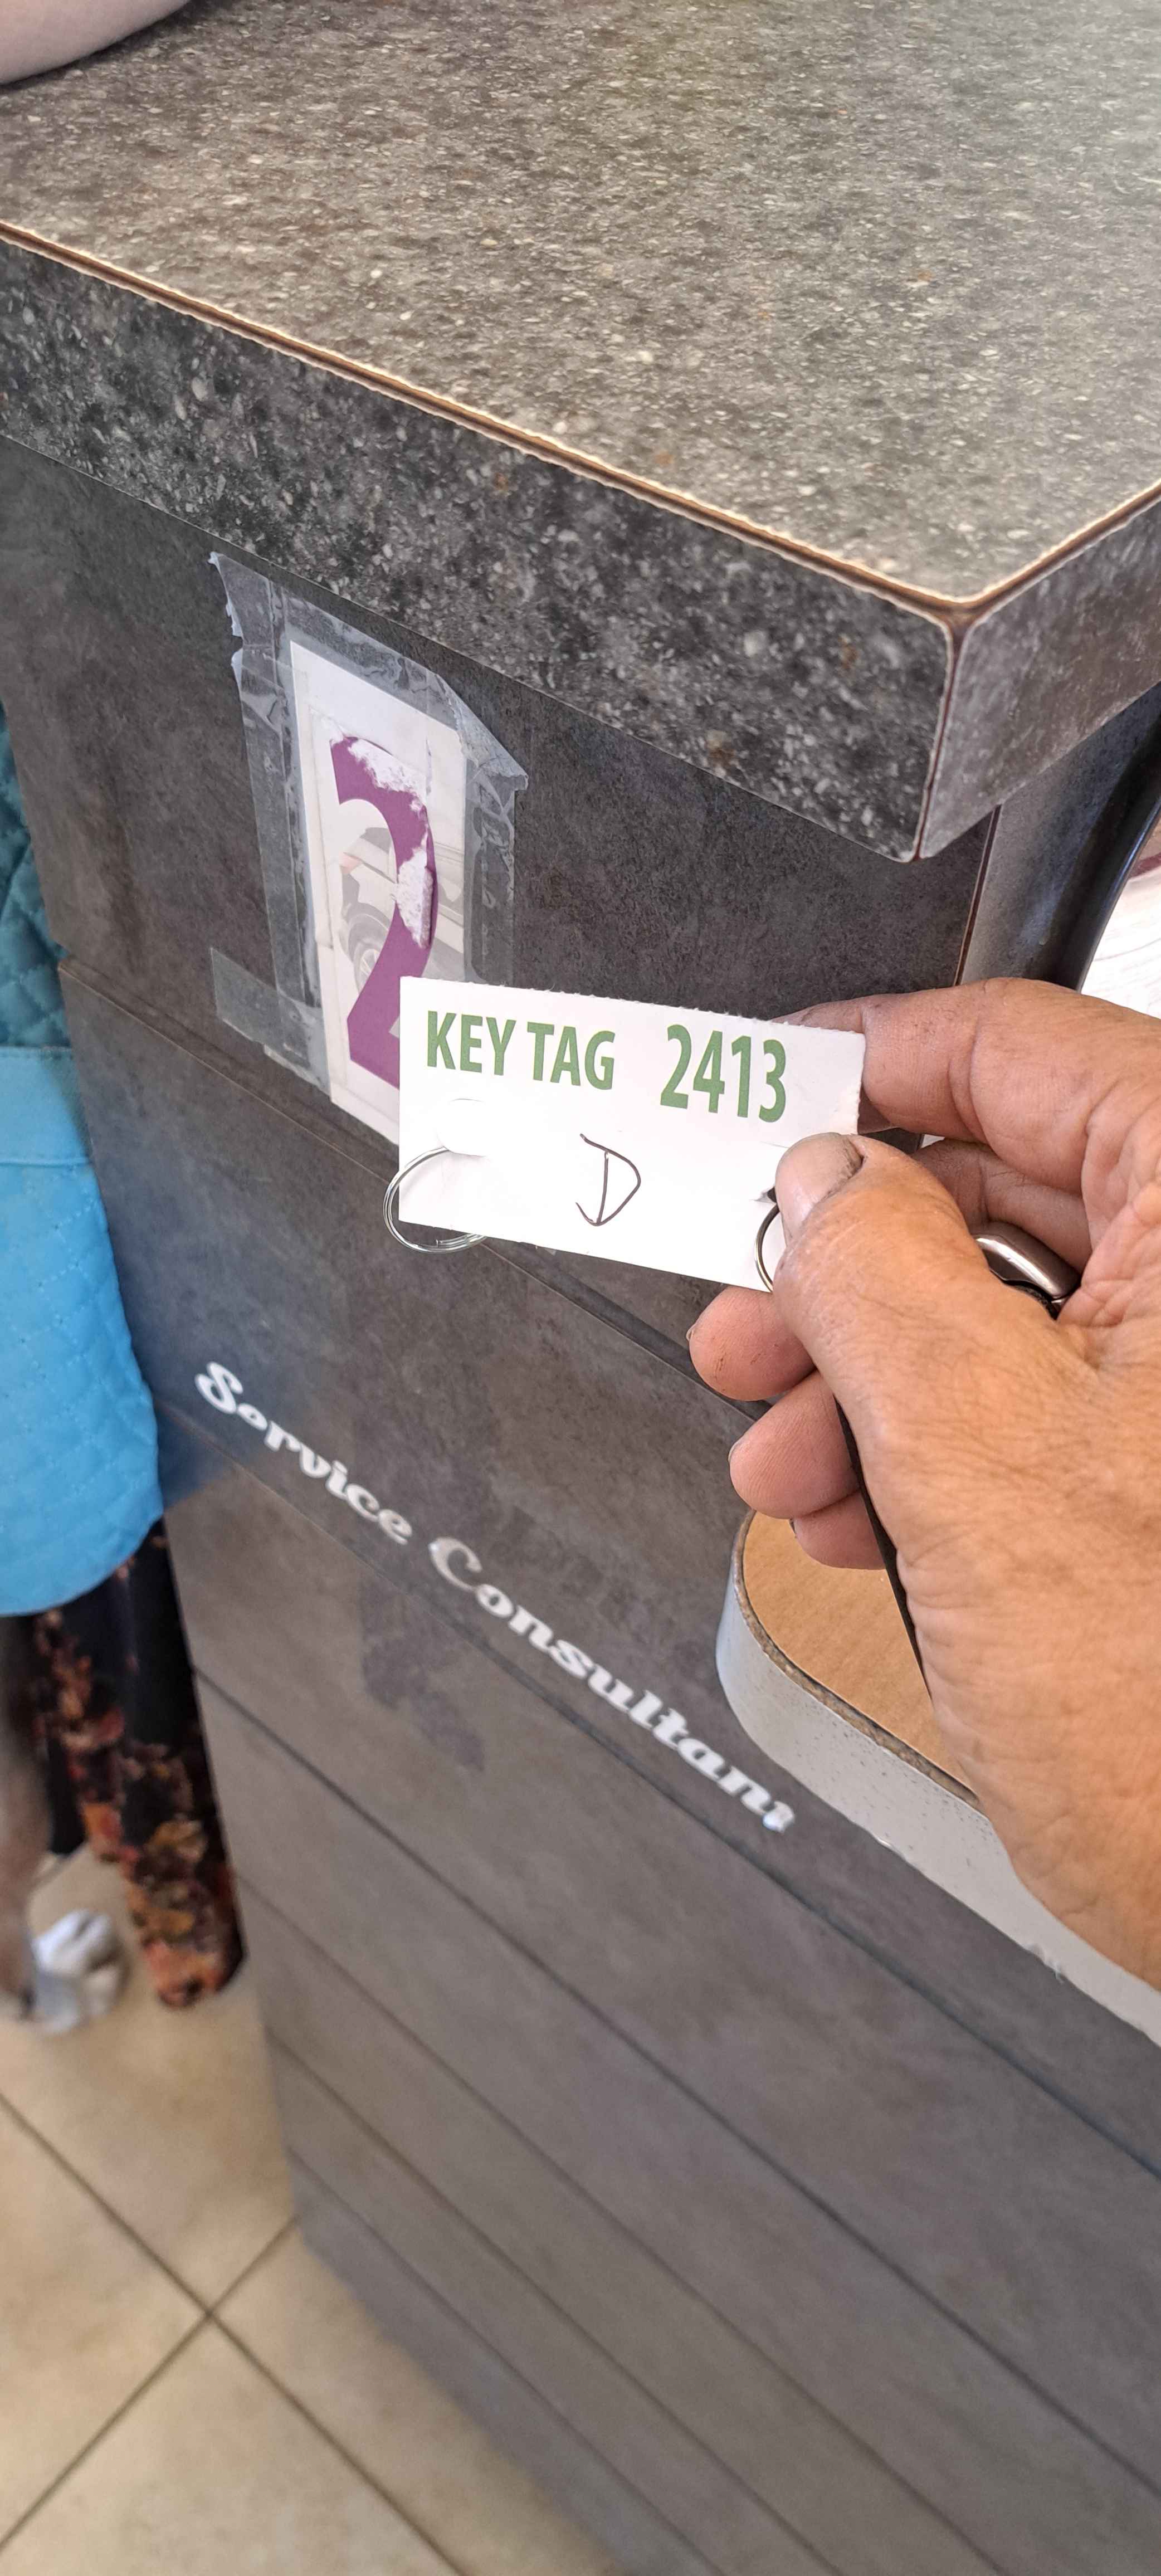 2
KEY TAG 2413
D
Service Consultant